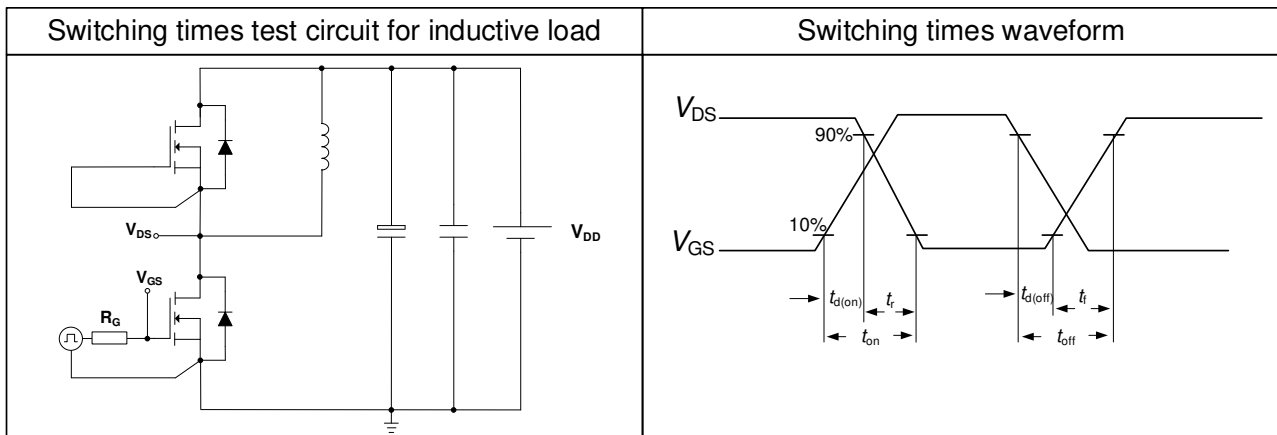 Switching times test circuit for inductive load
Switching times waveform
VDS
VGS
RG
VDD
VDS
90%
10%
VGS
td(on)
tr
ton
td(off)
tf
toff